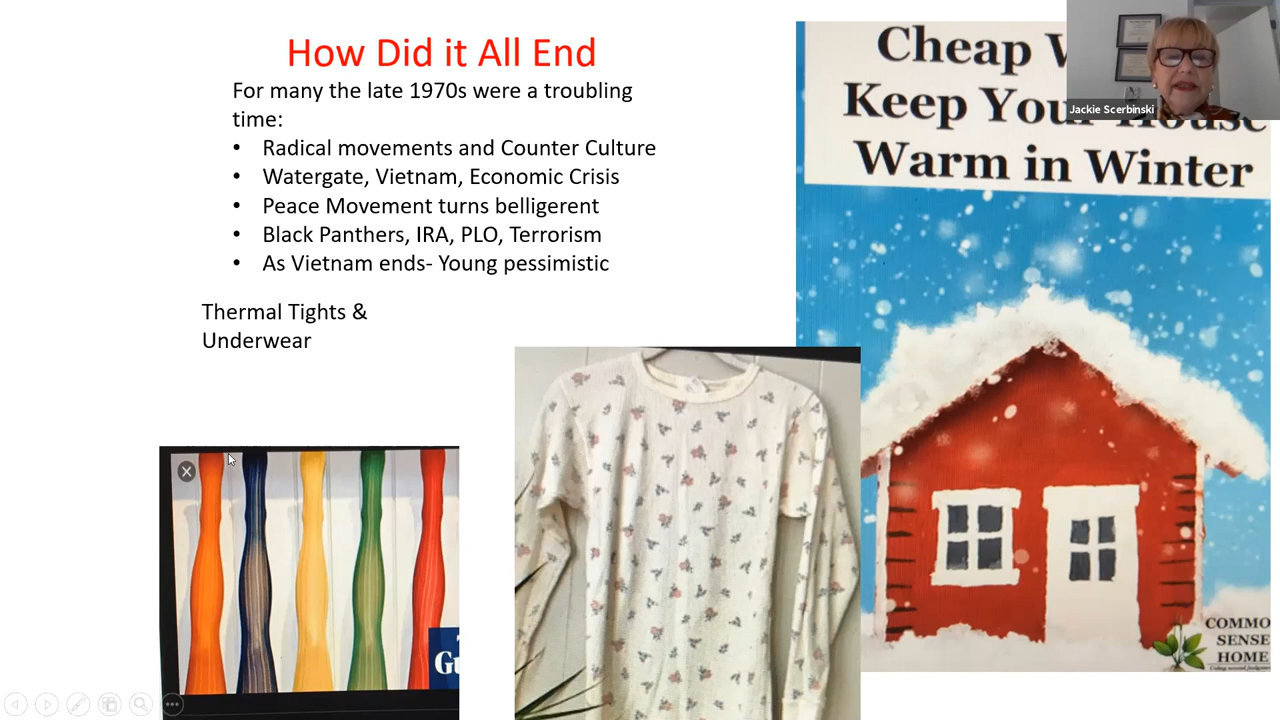 How Did it All End
For many the late 1970s were a troubling
time:
• Radical movements and Counter Culture
• Watergate, Vietnam, Economic Crisis
• Peace Movement turns belligerent
• Black Panthers, IRA, PLO, Terrorism
• As Vietnam ends- Young pessimistic
Thermal Tights &
Underwear
Cheap
Keep Your House
Warm in Winter
Jackie Scerbinski
COMMO
SENSE
HOME